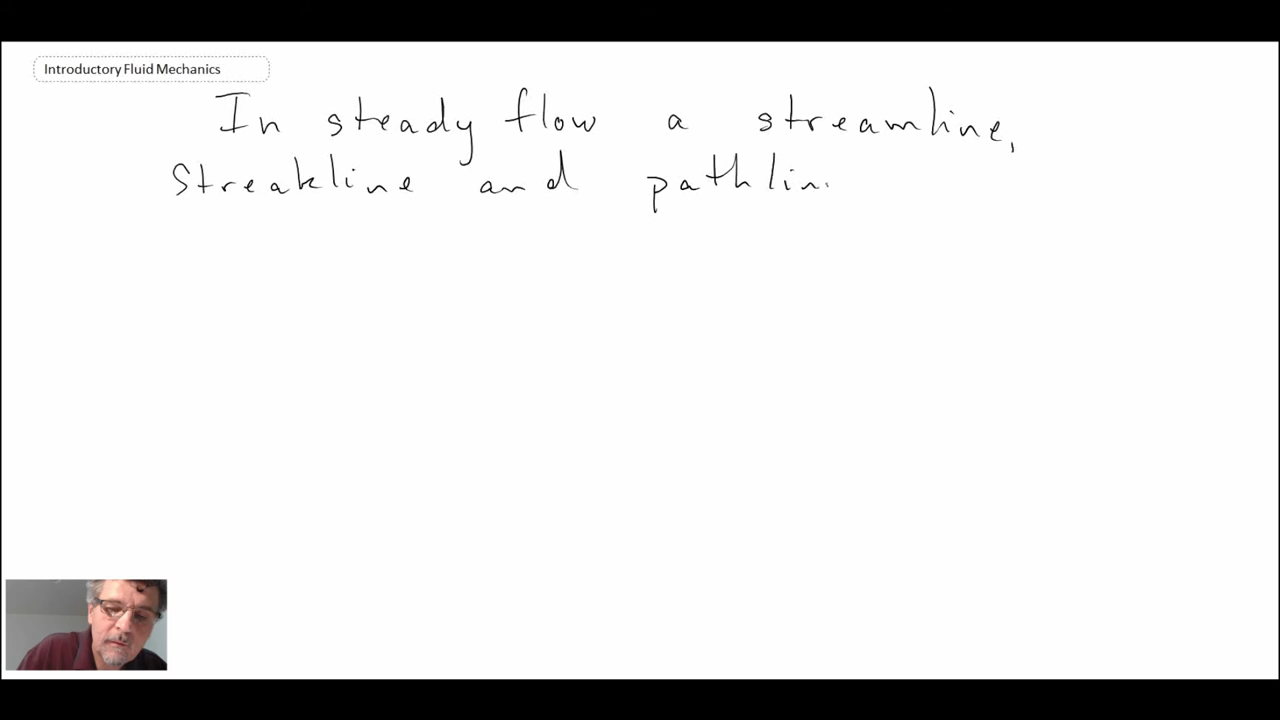 Introductory Fluid Mechanics
In steady flow a streamline,
Streakline and pathlin